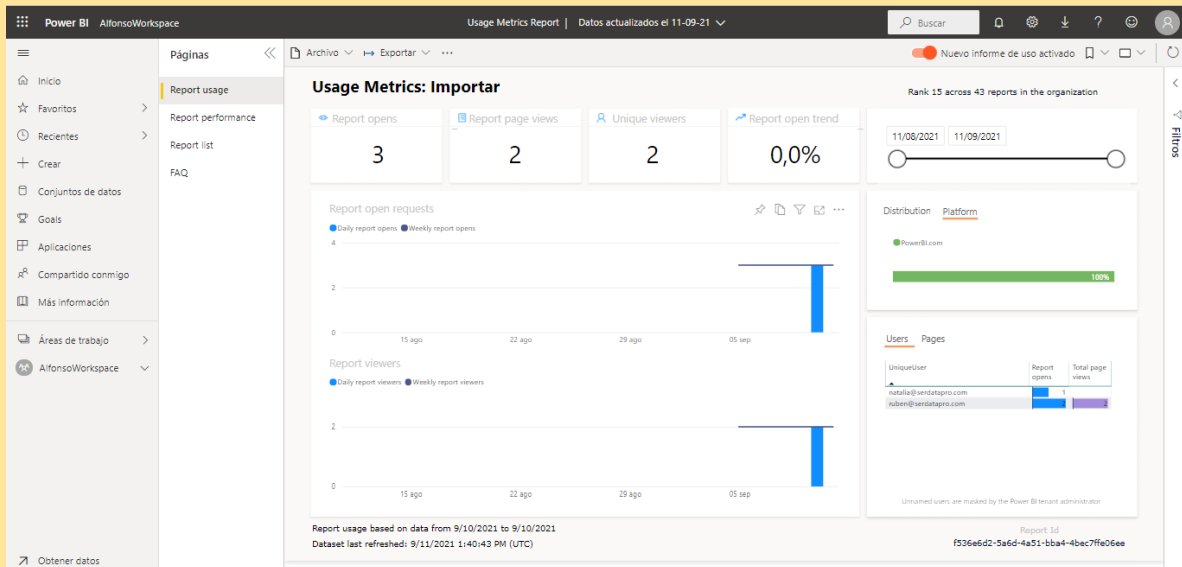 Power BI AlfonsoWorkspace
Usage Metrics Report | Datos actualizados el 11-09-21
Buscar
Inicio
Favoritos
Recientes
Crear
Conjuntos de datos
Goals
Aplicaciones
Compartido conmigo
Más información
Áreas de trabajo
AlfonsoWorkspace
Obtener datos
Páginas
Report usage
Report performance
Report list
FAQ
Archivo Exportar ...
Nuevo informe de uso activado
Usage Metrics: Importar
Rank 15 across 43 reports in the organization
Report opens
3
Report page views
2
Unique viewers
2
Report open trend
0,0%
11/08/2021 11/09/2021
Report open requests
Daily report opens Weekly report opens
4
2
0
15 ago 22 ago 29 ago 05 sep
Report viewers
Daily report viewers Weekly report viewers
2
0
15 ago 22 ago 29 ago 05 sep
Distribution Platform
PowerBI.com
100%
Users Pages
UniqueUser Report opens Total page views
natalia@serdatapro.com 1
ruben@serdatapro.com 2 2
Unnamed users are masked by the Power BI tenant administrator
Report usage based on data from 9/10/2021 to 9/10/2021
Dataset last refreshed: 9/11/2021 1:40:43 PM (UTC)
Report Id
f536e6d2-5a6d-4a51-bba4-4bec7ffe06ee
Filtros